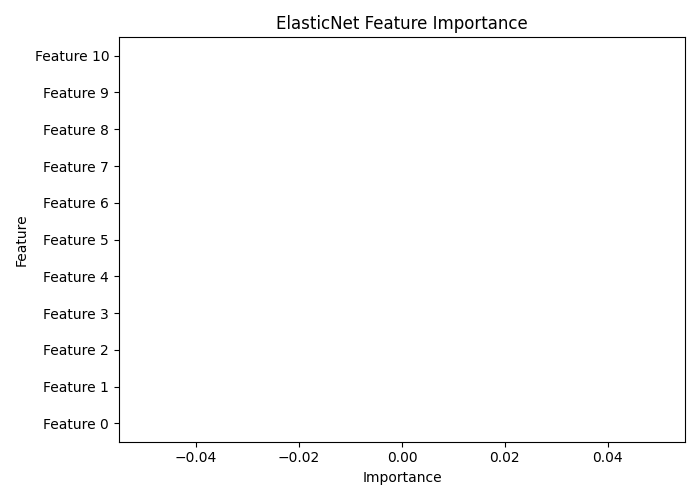 ElasticNet Feature Importance
Feature 10
Feature 9
Feature 8
Feature 7
Feature 6
Feature 5
Feature 4
Feature 3
Feature 2
Feature 1
Feature 0
Feature
−0.04 −0.02 0.00 0.02 0.04
Importance